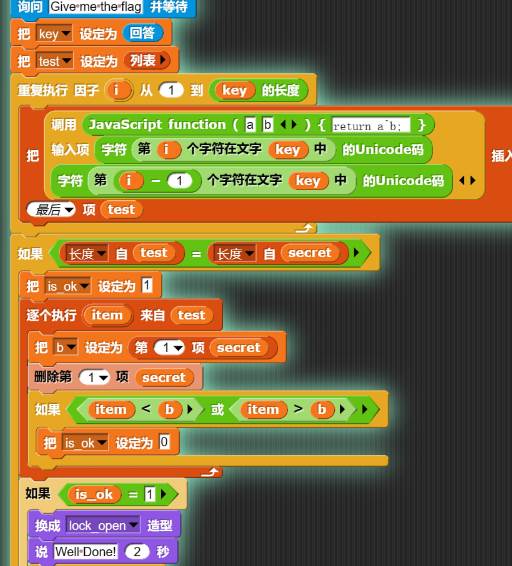 询问 Give me the flag 并等待
把 key 设定为 回答
把 test 设定为 列表
重复执行 因子 i 从 1 到 key 的长度
调用 JavaScript function ( a b ) { return a^b; }
把 输入项 字符 第 i 个字符在文字 key 中 的Unicode码 插入
字符 第 i - 1 个字符在文字 key 中 的Unicode码
最后 项 test
如果 长度 自 test = 长度 自 secret
把 is_ok 设定为 1
逐个执行 item 来自 test
把 b 设定为 第 1 项 secret
删除第 1 项 secret
如果 item < b 或 item > b
把 is_ok 设定为 0
如果 is_ok = 1
换成 lock_open 造型
说 Well Done! 2 秒